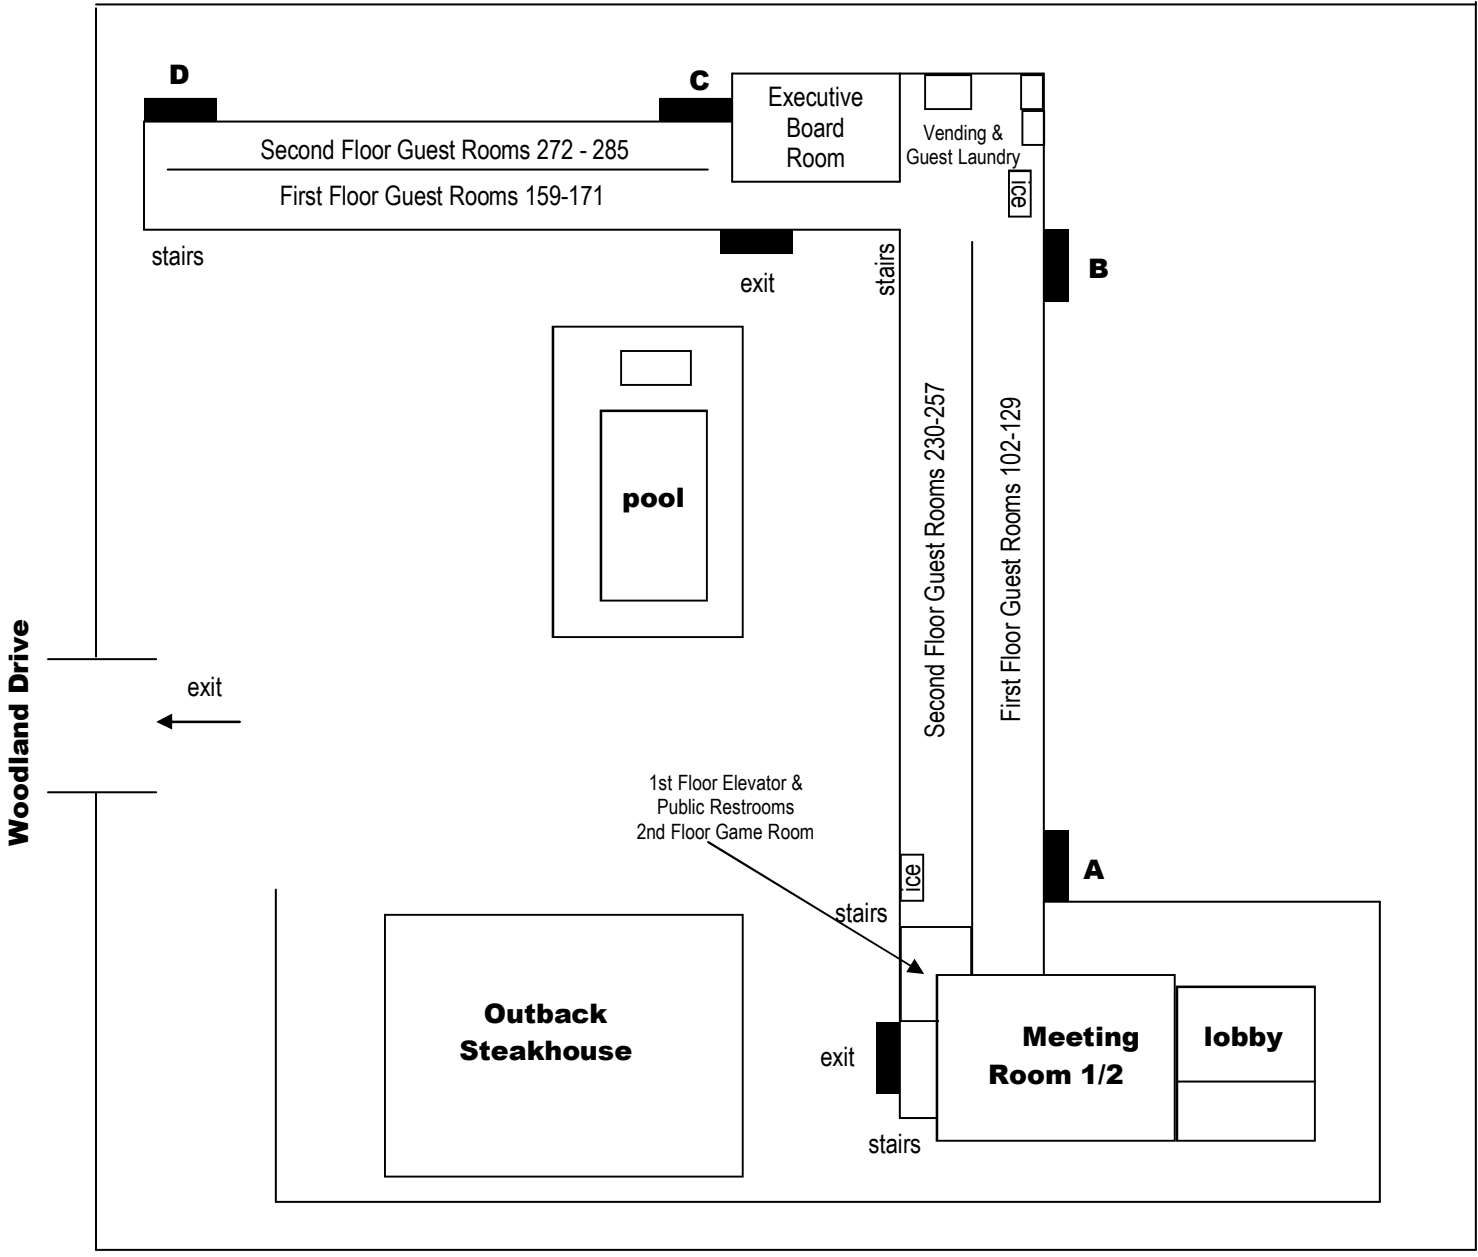 D
C
Executive
Board
Room
Vending &
Guest Laundry
ice
Second Floor Guest Rooms 272 - 285
First Floor Guest Rooms 159-171
stairs
exit
stairs
B
pool
Second Floor Guest Rooms 230-257
First Floor Guest Rooms 102-129
Woodland Drive
exit
1st Floor Elevator &
Public Restrooms
2nd Floor Game Room
ice
A
stairs
Outback
Steakhouse
exit
Meeting
Room 1/2
lobby
stairs